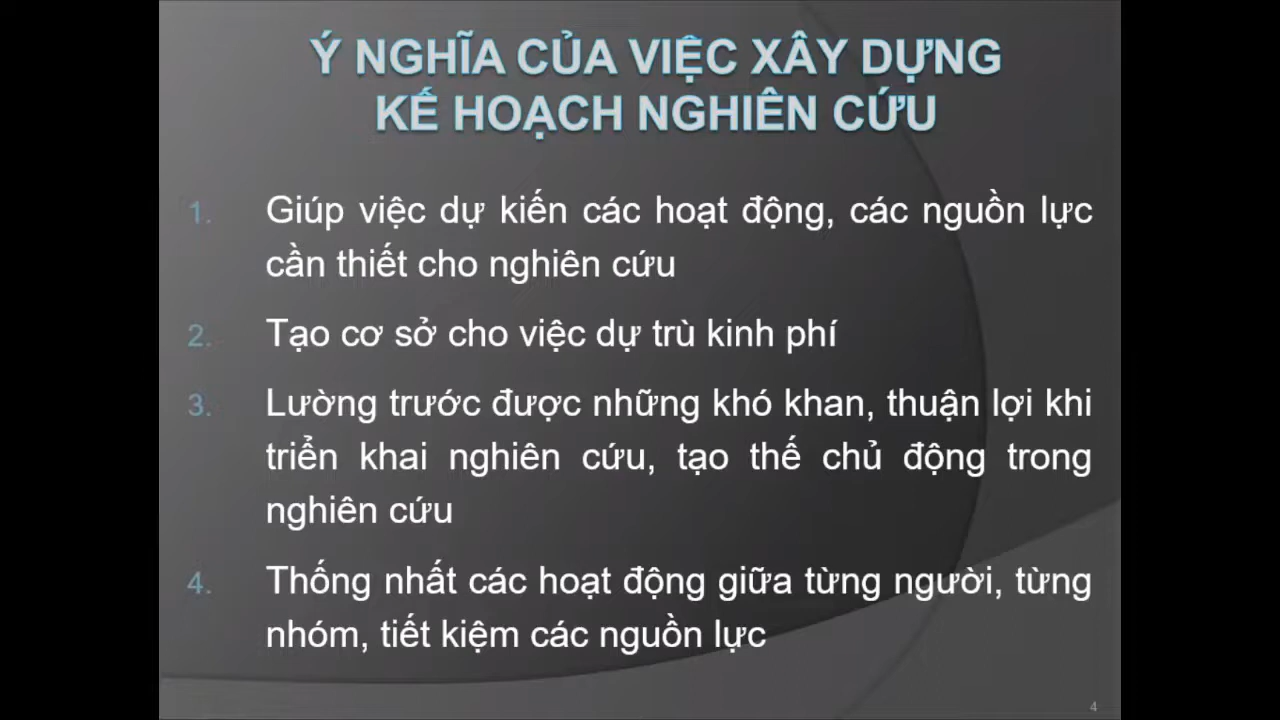 Ý NGHĨA CỦA VIỆC XÂY DỰNG
KẾ HOẠCH NGHIÊN CỨU
1. Giúp việc dự kiến các hoạt động, các nguồn lực
cần thiết cho nghiên cứu
2. Tạo cơ sở cho việc dự trù kinh phí
3. Lường trước được những khó khan, thuận lợi khi
triển khai nghiên cứu, tạo thế chủ động trong
nghiên cứu
4. Thống nhất các hoạt động giữa từng người, từng
nhóm, tiết kiệm các nguồn lực
4